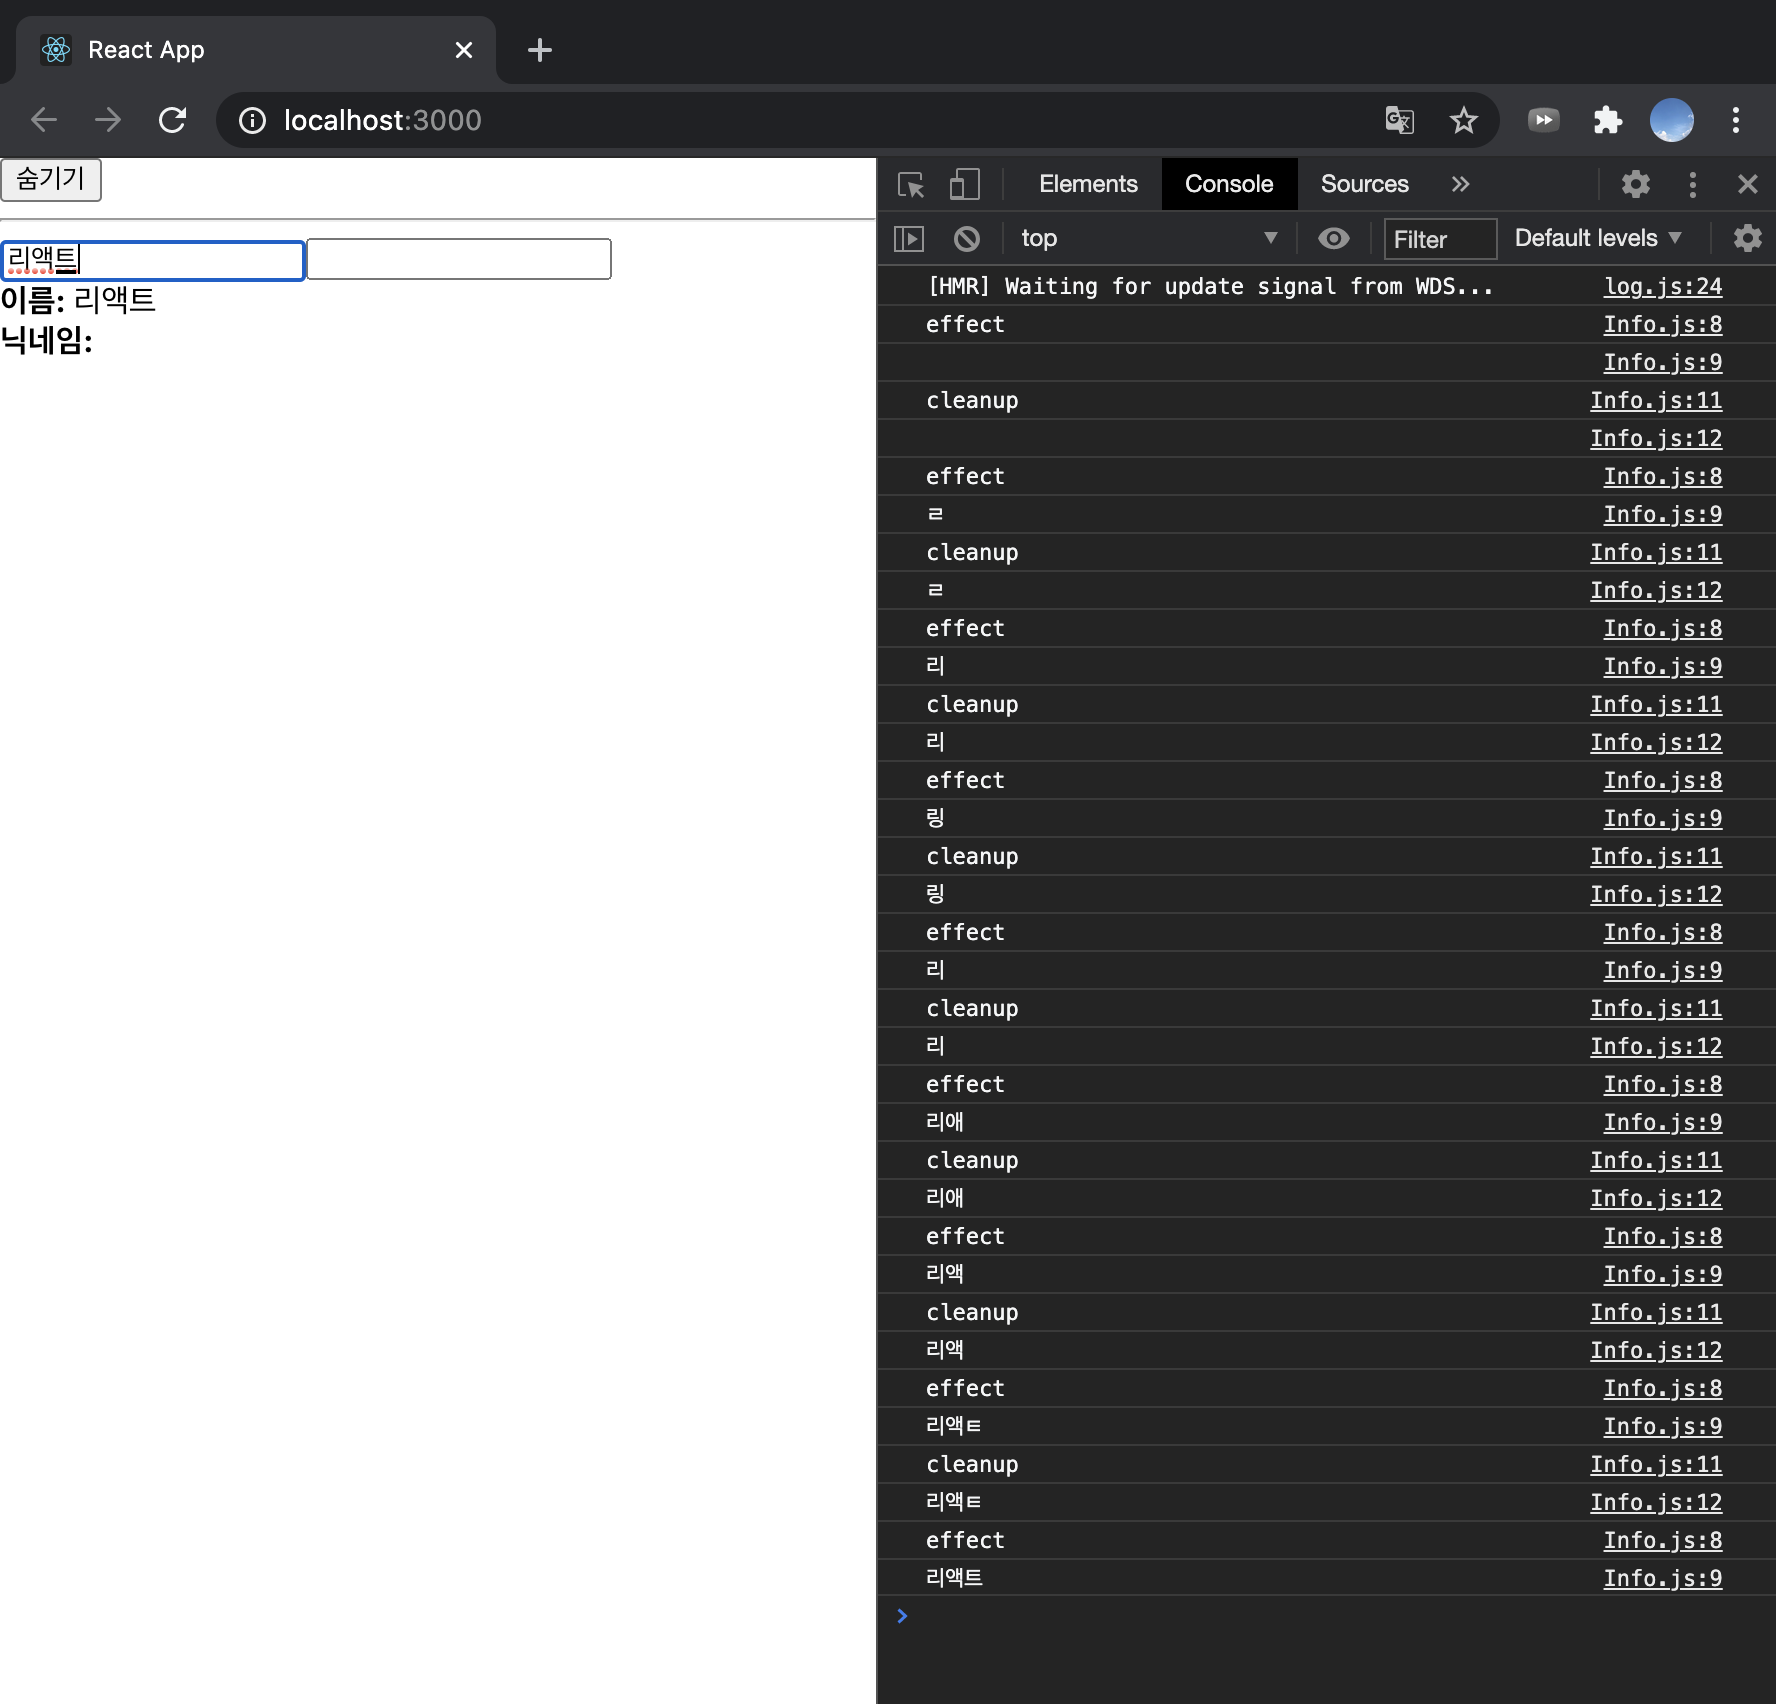 React App
localhost:3000
숨기기
리액트
이름: 리액트
닉네임:
Elements Console Sources
top Filter Default levels
[HMR] Waiting for update signal from WDS... log.js:24
effect Info.js:8
Info.js:9
cleanup Info.js:11
Info.js:12
effect Info.js:8
ㄹ Info.js:9
cleanup Info.js:11
ㄹ Info.js:12
effect Info.js:8
리 Info.js:9
cleanup Info.js:11
리 Info.js:12
effect Info.js:8
링 Info.js:9
cleanup Info.js:11
링 Info.js:12
effect Info.js:8
리 Info.js:9
cleanup Info.js:11
리 Info.js:12
effect Info.js:8
리애 Info.js:9
cleanup Info.js:11
리애 Info.js:12
effect Info.js:8
리액 Info.js:9
cleanup Info.js:11
리액 Info.js:12
effect Info.js:8
리액ㅌ Info.js:9
cleanup Info.js:11
리액ㅌ Info.js:12
effect Info.js:8
리액트 Info.js:9